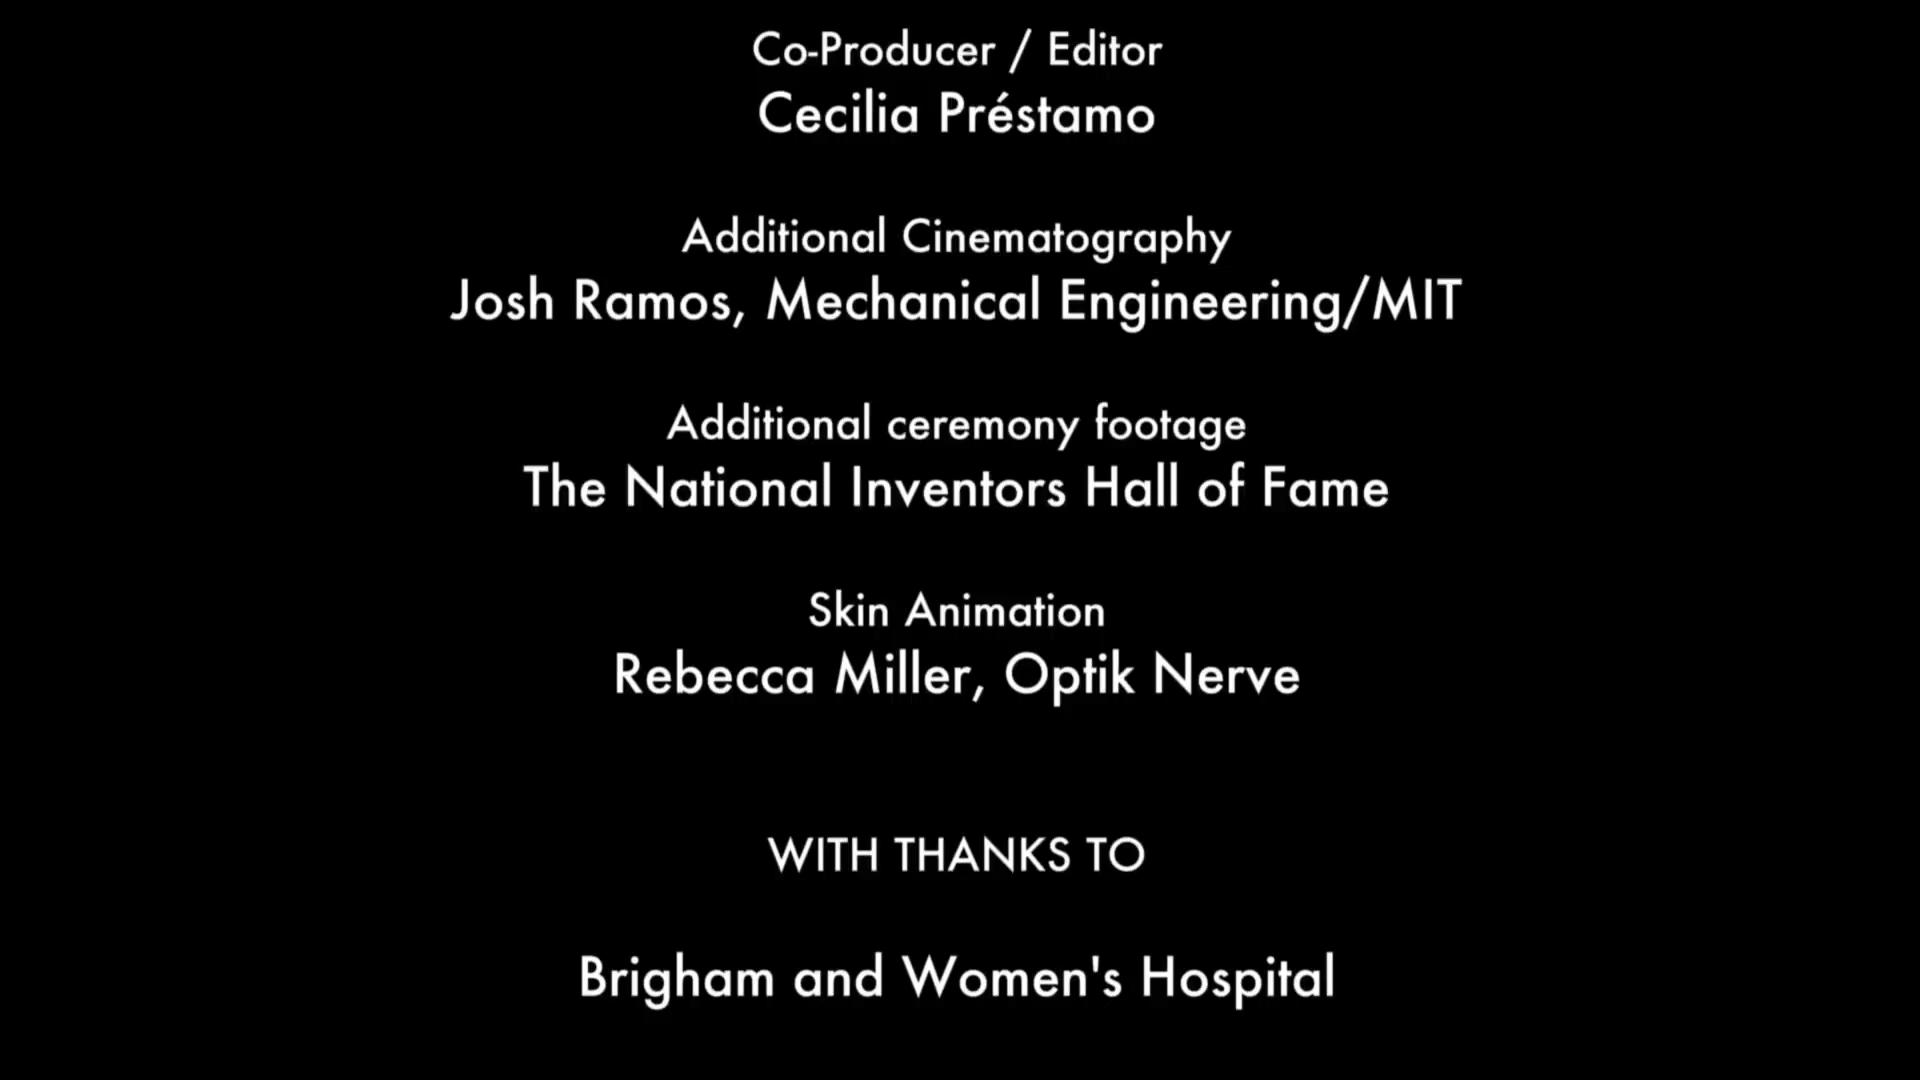 Co-Producer / Editor
Cecilia Préstamo
Additional Cinematography
Josh Ramos, Mechanical Engineering/MIT
Additional ceremony footage
The National Inventors Hall of Fame
Skin Animation
Rebecca Miller, Optik Nerve
WITH THANKS TO
Brigham and Women's Hospital